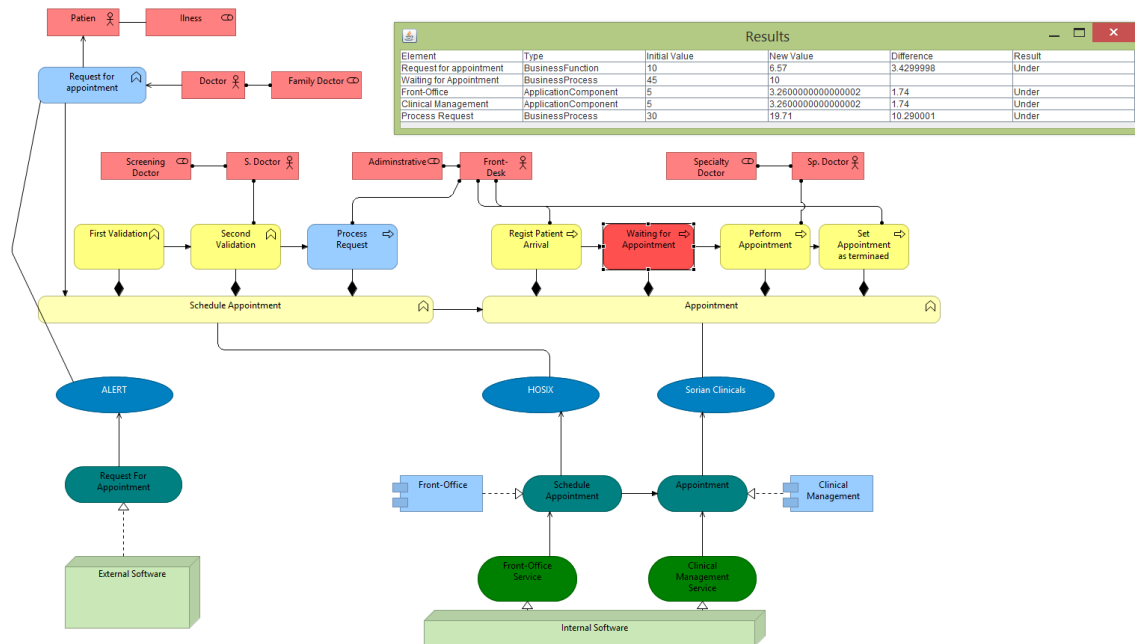 Patien
Illness
Results
Element Type Initial Value New Value Difference Result
Request for appointment BusinessFunction 10 6.57 3.4299998 Under
Waiting for Appointment BusinessProcess 45 10
Front-Office ApplicationComponent 5 3.2600000000000002 1.74 Under
Clinical Management ApplicationComponent 5 3.2600000000000002 1.74 Under
Process Request BusinessProcess 30 19.71 10.290001 Under
Request for
appointment
Doctor
Family Doctor
Screening
Doctor
S. Doctor
Adiminstrative
Front-
Desk
Specialty
Doctor
Sp. Doctor
First Validation
Second
Validation
Process
Request
Regist Patient
Arrival
Waiting for
Appointment
Perform
Appointment
Set
Appointment
as terminaed
Schedule Appointment
Appointment
ALERT
HOSIX
Sorian Clinicals
Request For
Appointment
Front-Office
Schedule
Appointment
Appointment
Clinical
Management
External Software
Front-Office
Service
Clinical
Management
Service
Internal Software